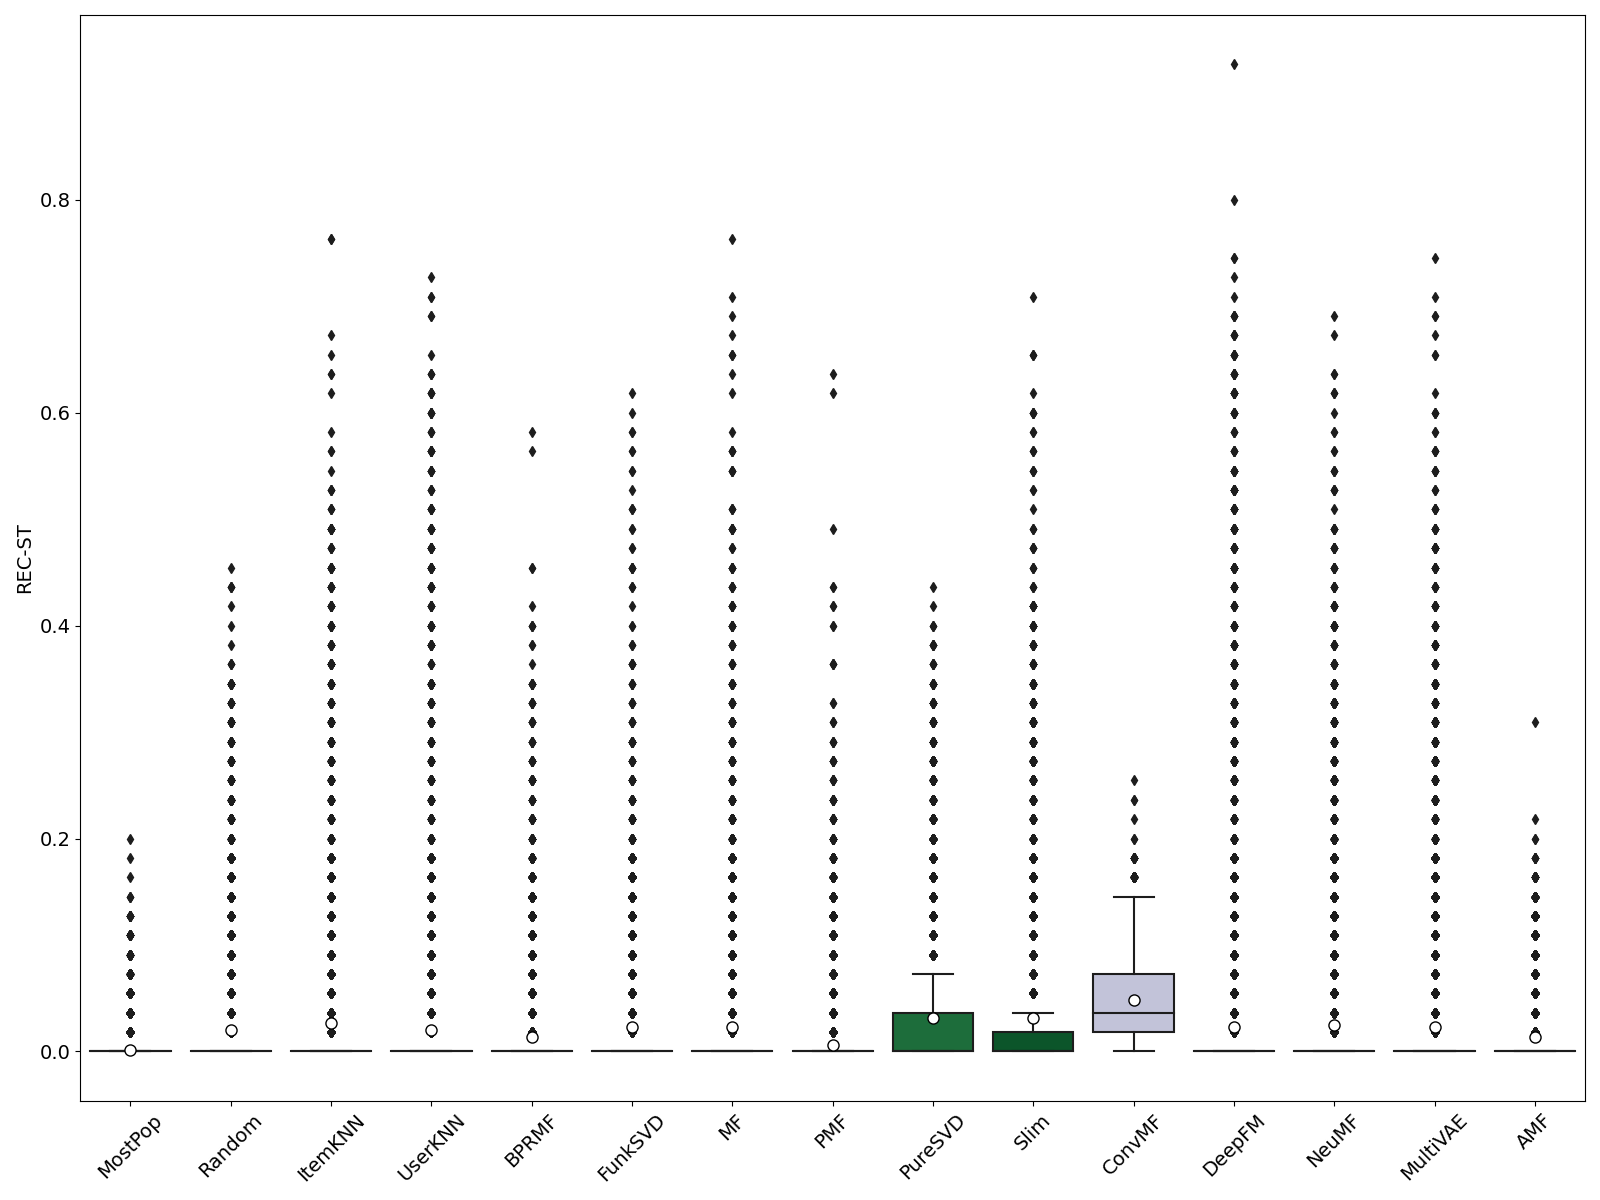 REC-ST
0.8
0.6
0.4
0.2
0.0
MostPop
Random
ItemKNN
UserKNN
BPRMF
FunkSVD
MF
PMF
PureSVD
Slim
ConvMF
DeepFM
NeuMF
MultiVAE
AMF